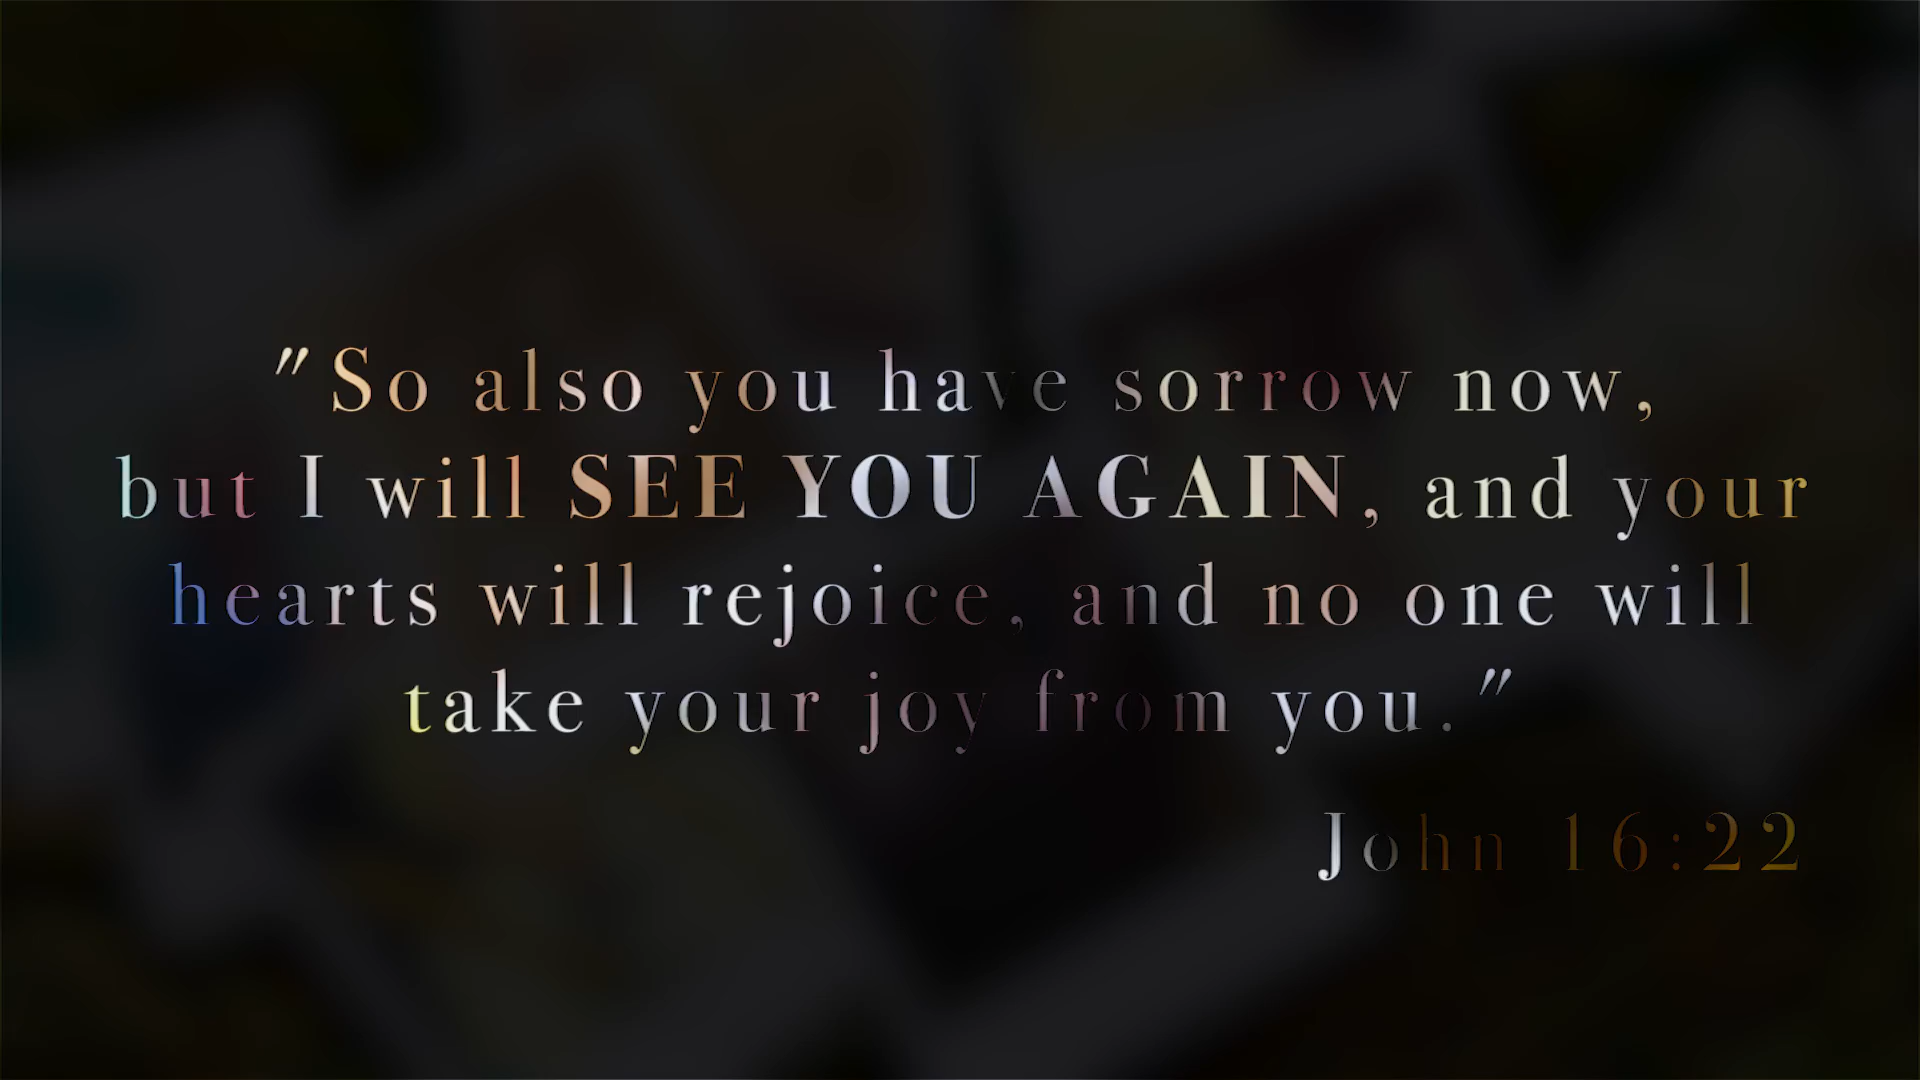 "So also you have sorrow now,
but I will SEE YOU AGAIN, and your
hearts will rejoice, and no one will
take your joy from you."
John 16:22